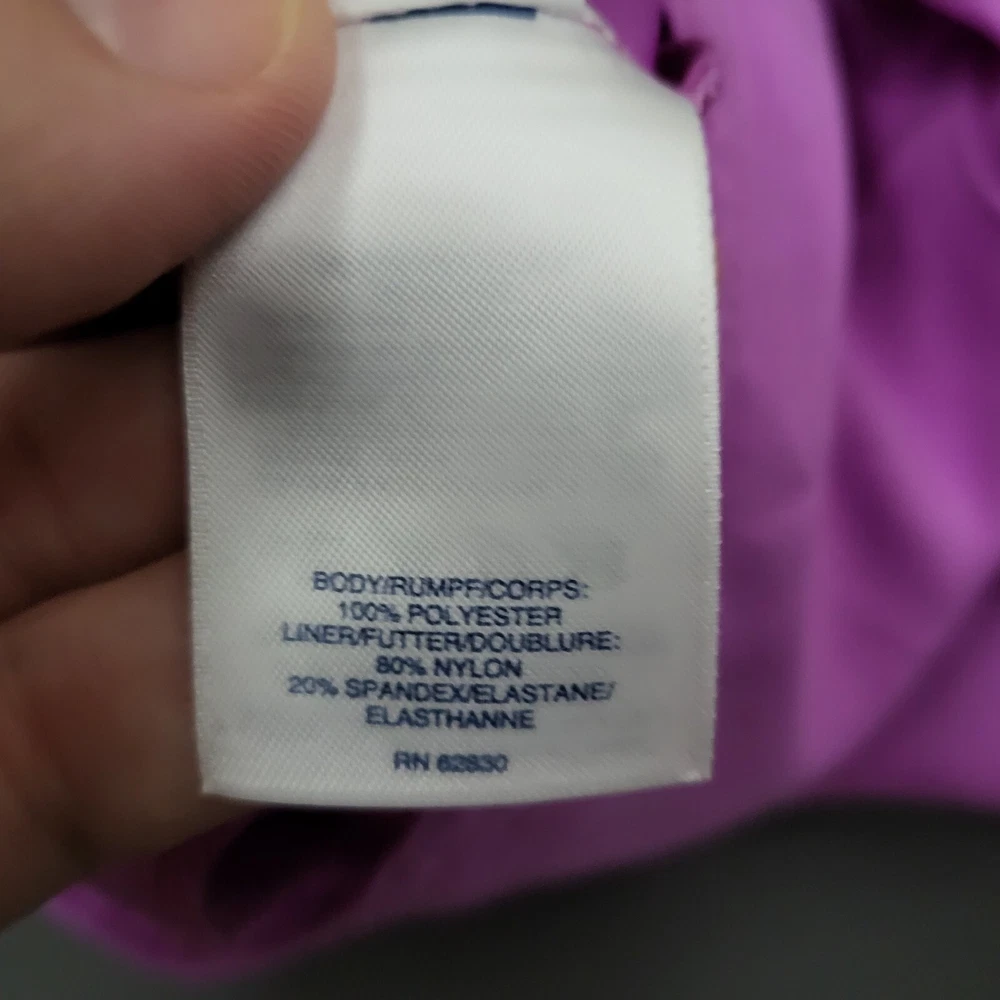 BODY/RUMPF/CORPS:
100% POLYESTER
LINER/FUTTER/DOUBLURE:
80% NYLON
20% SPANDEX/ELASTANE/
ELASTHANNE
RN 62830